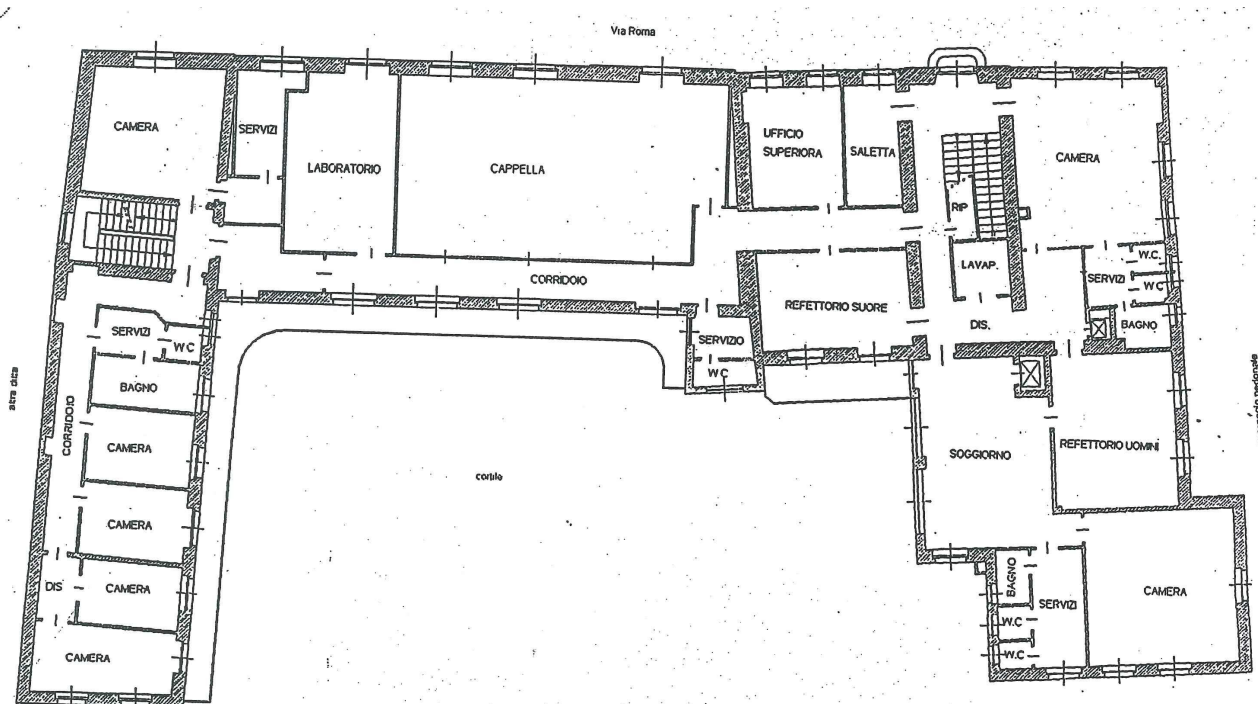 Via Roma
CAMERA
SERVIZI
LABORATORIO
CAPPELLA
UFFICIO
SUPERIORA
SALETTA
CAMERA
RIP
LAVAP.
W.C.
SERVIZI
W C
BAGNO
CORRIDOIO
REFETTORIO SUORE
DIS.
SERVIZI
W C
BAGNO
SERVIZIO
W C
CORRIDOIO
CAMERA
CAMERA
CAMERA
DIS
CAMERA
cortile
SOGGIORNO
REFETTORIO UOMINI
BAGNO
SERVIZI
W.C
W.C
CAMERA
altra